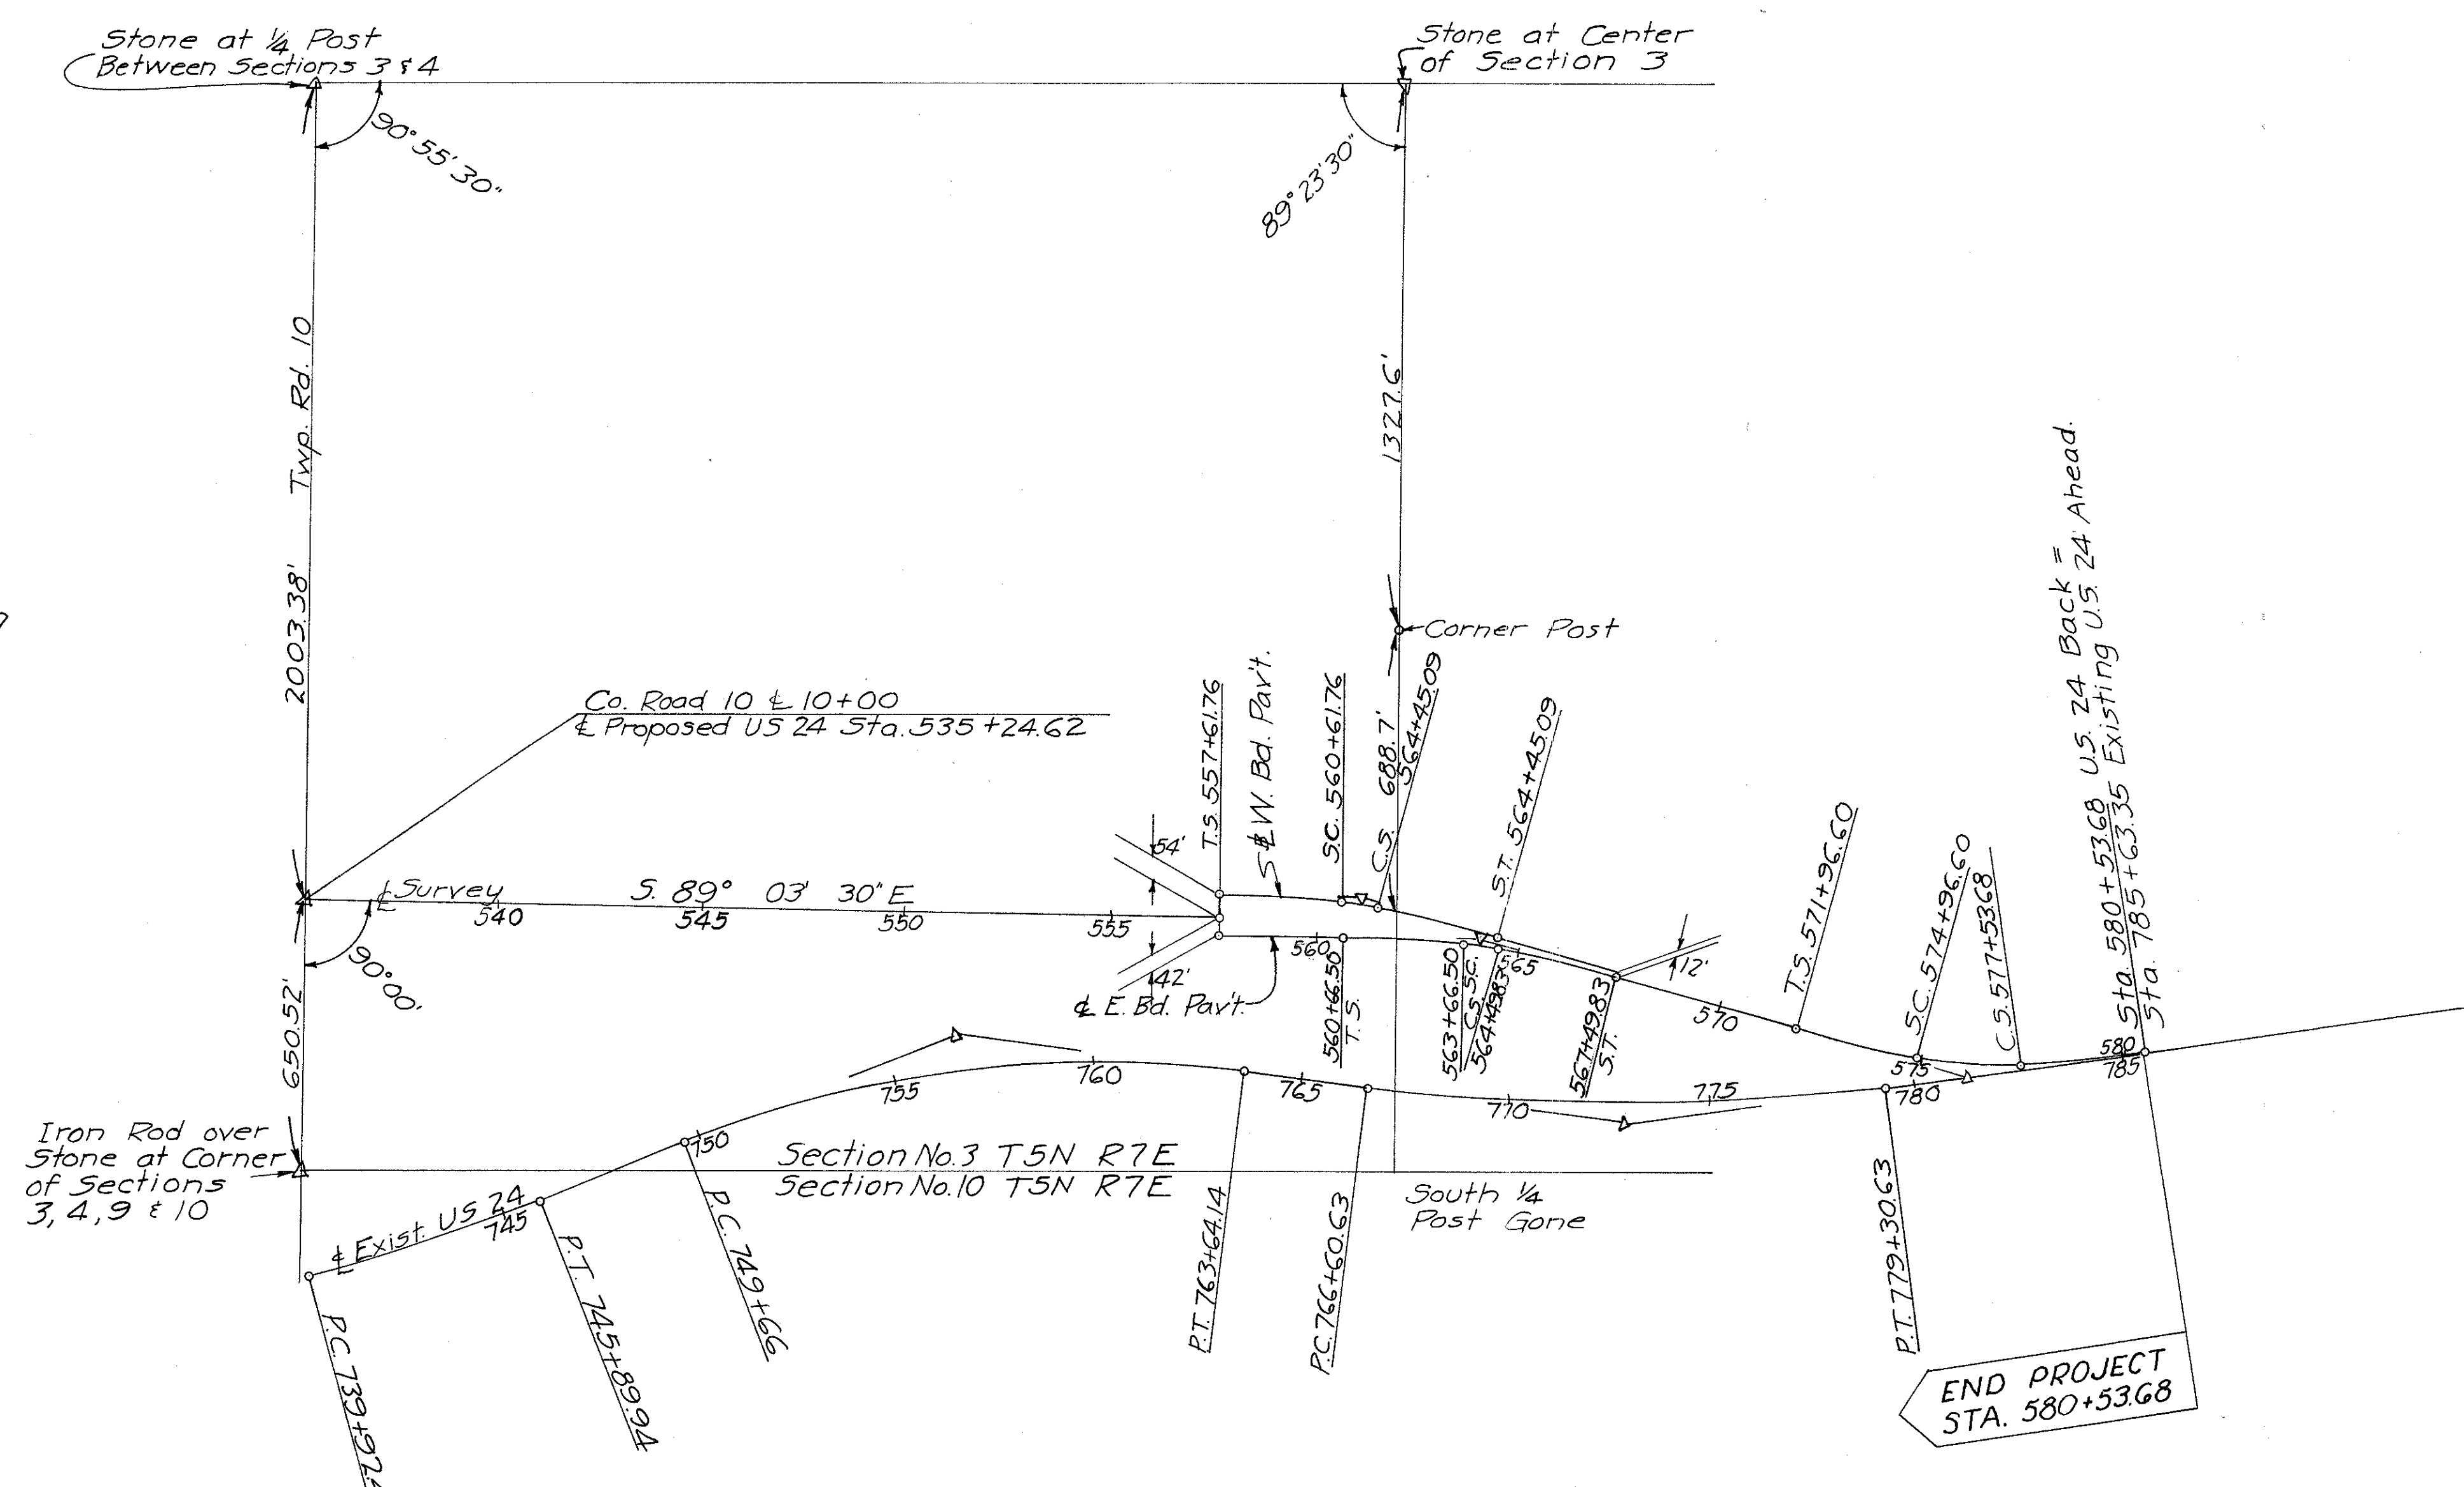 Stone at ¼ Post
Between Sections 3 & 4
Stone at Center
of Section 3
90° 55' 30"
89° 23' 30"
Twp. Rd. 10
2003.38'
1327.6'
Corner Post
Co. Road 10 ℄ 10+00
℄ Proposed US 24 Sta. 535+24.62
℄ Survey
S. 89° 03' 30" E
540
545
550
555
90°00'
650.52'
54'
42'
T.S. 557+61.76
℄ W. Bd. Pav't.
S.C. 560+61.76
688.7'
C.S. 564+45.09
S.T. 564+45.09
℄ E. Bd. Pav't.
560
560+66.50
T.S.
563+66.50
S.C.
C.S.
564+49.83
565
567+49.83
S.T.
12'
570
T.S. 571+96.60
S.C. 574+96.60
C.S. 577+53.68
575
580
Sta. 580+53.68 U.S. 24 Back =
Sta. 785+63.35 Existing U.S. 24 Ahead.
755
760
765
770
775
780
785
750
Iron Rod over
Stone at Corner
of Sections
3, 4, 9 & 10
Section No. 3 T5N R7E
Section No. 10 T5N R7E
South ¼
Post Gone
℄ Exist. US 24
745
P.T. 745+89.94
P.C. 749+66
P.T. 763+64.14
P.C. 766+60.63
P.T. 779+30.63
END PROJECT
STA. 580+53.68